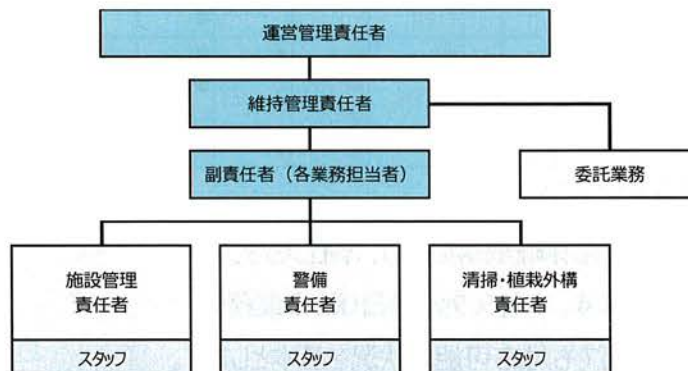 運営管理責任者
維持管理責任者
副責任者（各業務担当者）
委託業務
施設管理
責任者
スタッフ
警備
責任者
スタッフ
清掃・植栽外構
責任者
スタッフ